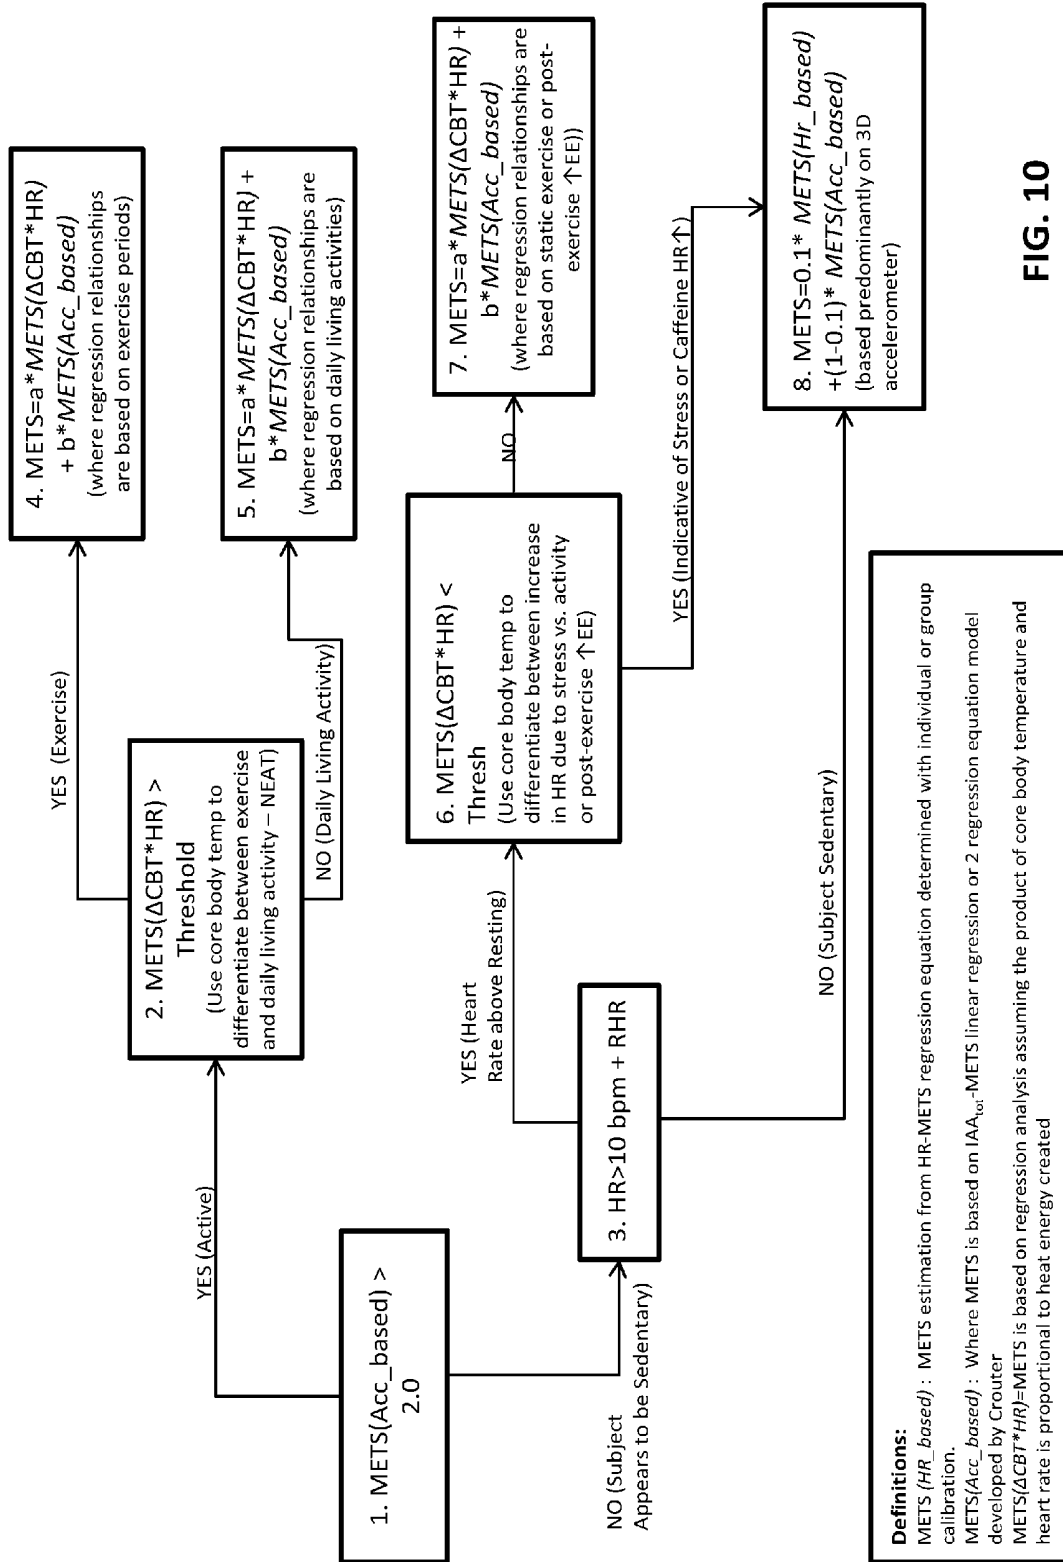 1. METS(Acc_based) >
2.0
YES (Active)
NO (Subject
Appears to be Sedentary)
2. METS(ΔCBT*HR) >
Threshold
(Use core body temp to
differentiate between exercise
and daily living activity – NEAT)
YES (Exercise)
NO (Daily Living Activity)
3. HR>10 bpm + RHR
YES (Heart
Rate above Resting)
NO (Subject Sedentary)
4. METS=a*METS(ΔCBT*HR)
+ b*METS(Acc_based)
(where regression relationships
are based on exercise periods)
5. METS=a*METS(ΔCBT*HR) +
b*METS(Acc_based)
(where regression relationships are
based on daily living activities)
6. METS(ΔCBT*HR) <
Thresh
(Use core body temp to
differentiate between increase
in HR due to stress vs. activity
or post-exercise ↑EE)
NO
YES (Indicative of Stress or Caffeine HR↑)
7. METS=a*METS(ΔCBT*HR) +
b*METS(Acc_based)
(where regression relationships are
based on static exercise or post-
exercise ↑EE))
8. METS=0.1* METS(Hr_based)
+(1-0.1)* METS(Acc_based)
(based predominantly on 3D
accelerometer)
Definitions:
METS (HR_based) : METS estimation from HR-METS regression equation determined with individual or group
calibration.
METS(Acc_based) : Where METS is based on IAAtot-METS linear regression or 2 regression equation model
developed by Crouter
METS(ΔCBT*HR)=METS is based on regression analysis assuming the product of core body temperature and
heart rate is proportional to heat energy created
FIG. 10